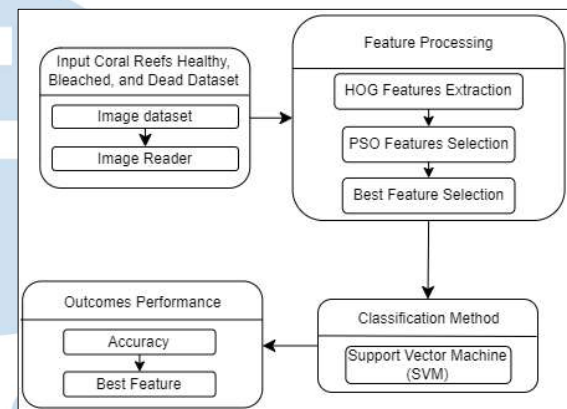 Input Coral Reefs Healthy,
Bleached, and Dead Dataset
Image dataset
Image Reader
Feature Processing
HOG Features Extraction
PSO Features Selection
Best Feature Selection
Classification Method
Support Vector Machine
(SVM)
Outcomes Performance
Accuracy
Best Feature